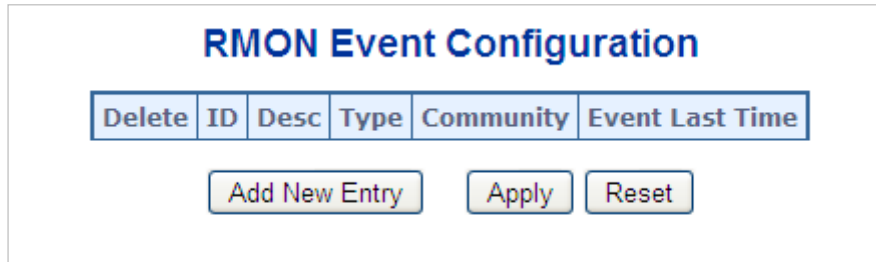 RMON Event Configuration
Delete ID Desc Type Community Event Last Time
Add New Entry Apply Reset